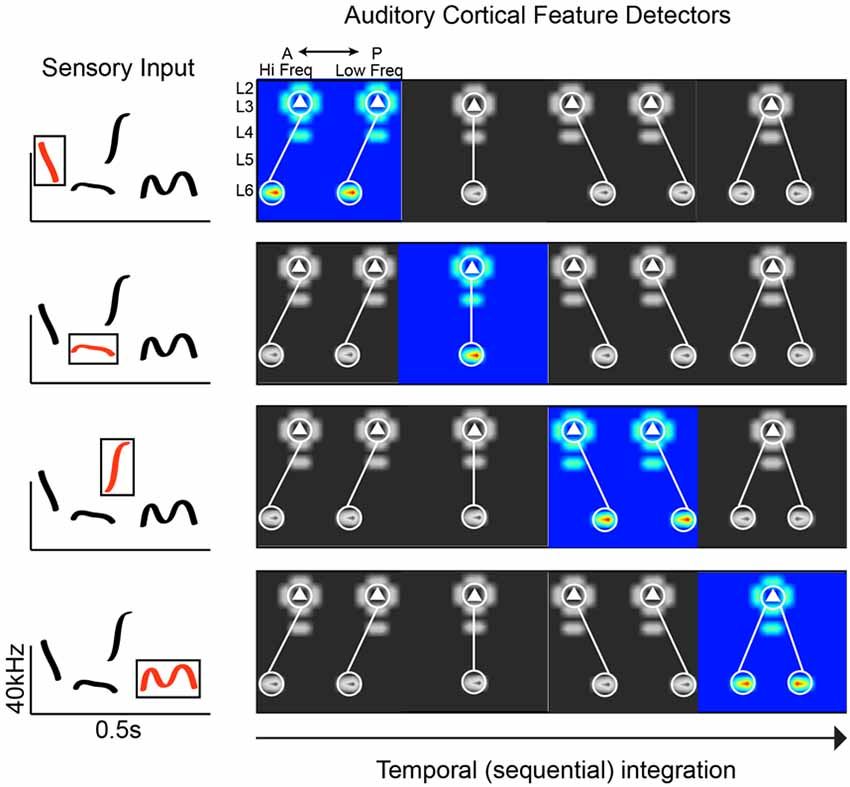 Auditory Cortical Feature Detectors
Sensory Input
A P
Hi Freq Low Freq
L2
L3
L4
L5
L6
40kHz
0.5s
Temporal (sequential) integration